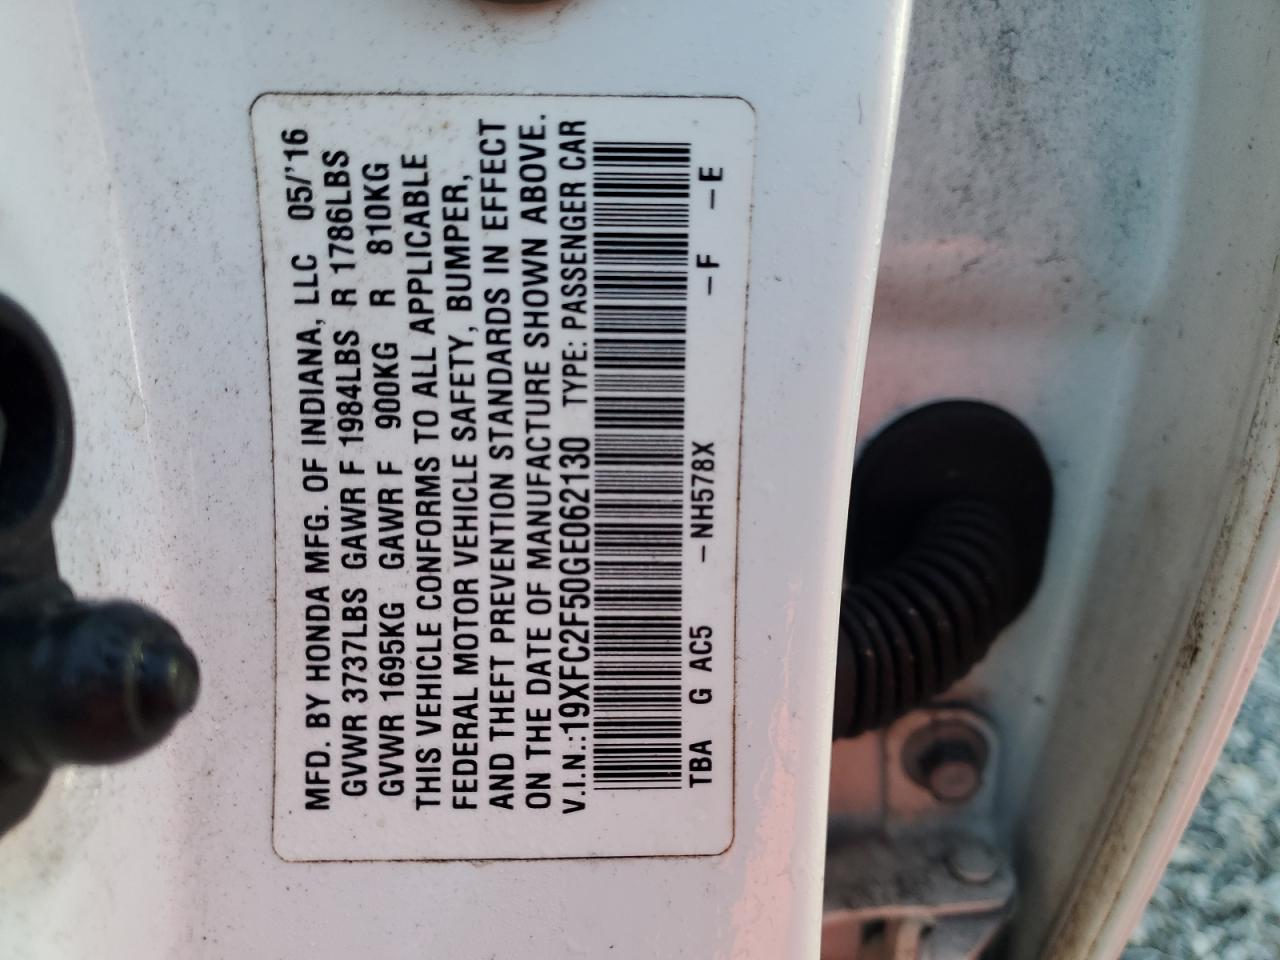 MFD. BY HONDA MFG. OF INDIANA, LLC 05/'16
GVWR 3737LBS GAWR F 1984LBS R 1786LBS
GVWR 1695KG GAWR F 900KG R 810KG
THIS VEHICLE CONFORMS TO ALL APPLICABLE
FEDERAL MOTOR VEHICLE SAFETY, BUMPER,
AND THEFT PREVENTION STANDARDS IN EFFECT
ON THE DATE OF MANUFACTURE SHOWN ABOVE.
V.I.N.:19XFC2F50GE062130 TYPE: PASSENGER CAR
TBA G AC5 –NH578X –F –E